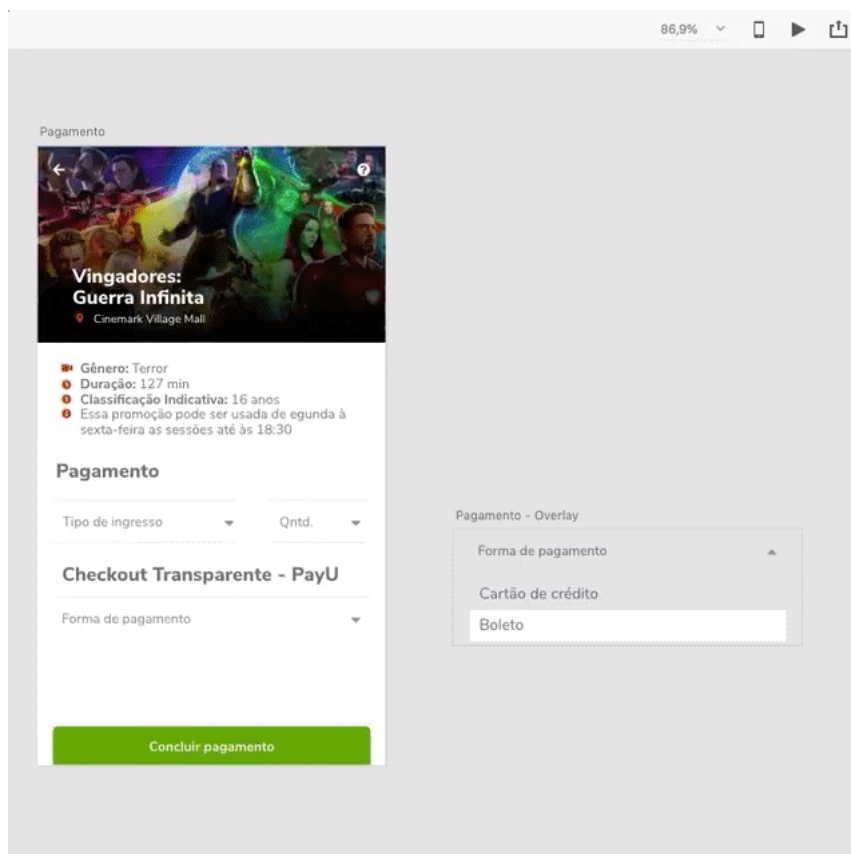 86,9%
Pagamento
Vingadores:
Guerra Infinita
Cinemark Village Mall
Gênero: Terror
Duração: 127 min
Classificação Indicativa: 16 anos
Essa promoção pode ser usada de egunda à
sexta-feira as sessões até às 18:30
Pagamento
Tipo de ingresso
Qntd.
Checkout Transparente - PayU
Forma de pagamento
Concluir pagamento
Pagamento - Overlay
Forma de pagamento
Cartão de crédito
Boleto